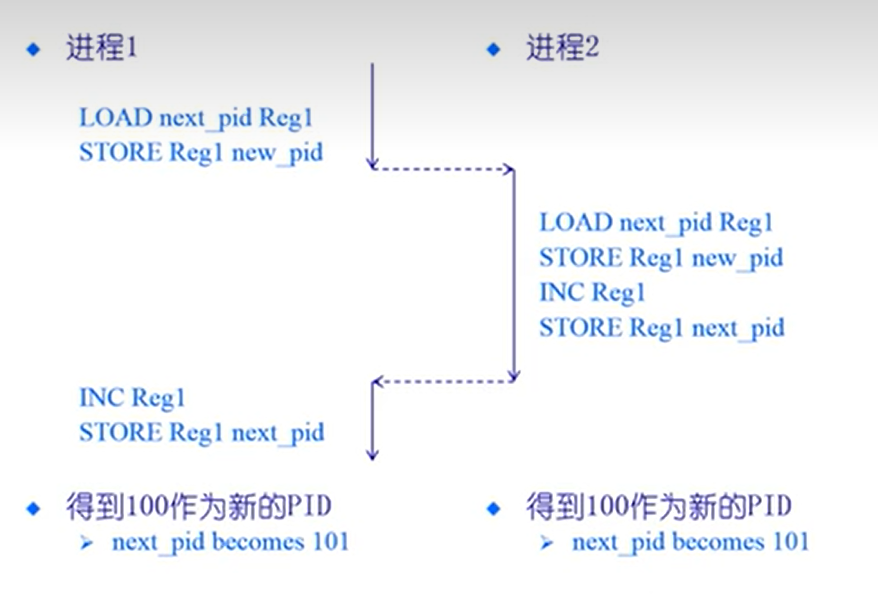 进程1
LOAD next_pid Reg1
STORE Reg1 new_pid
进程2
LOAD next_pid Reg1
STORE Reg1 new_pid
INC Reg1
STORE Reg1 next_pid
INC Reg1
STORE Reg1 next_pid
得到100作为新的PID
next_pid becomes 101
得到100作为新的PID
next_pid becomes 101